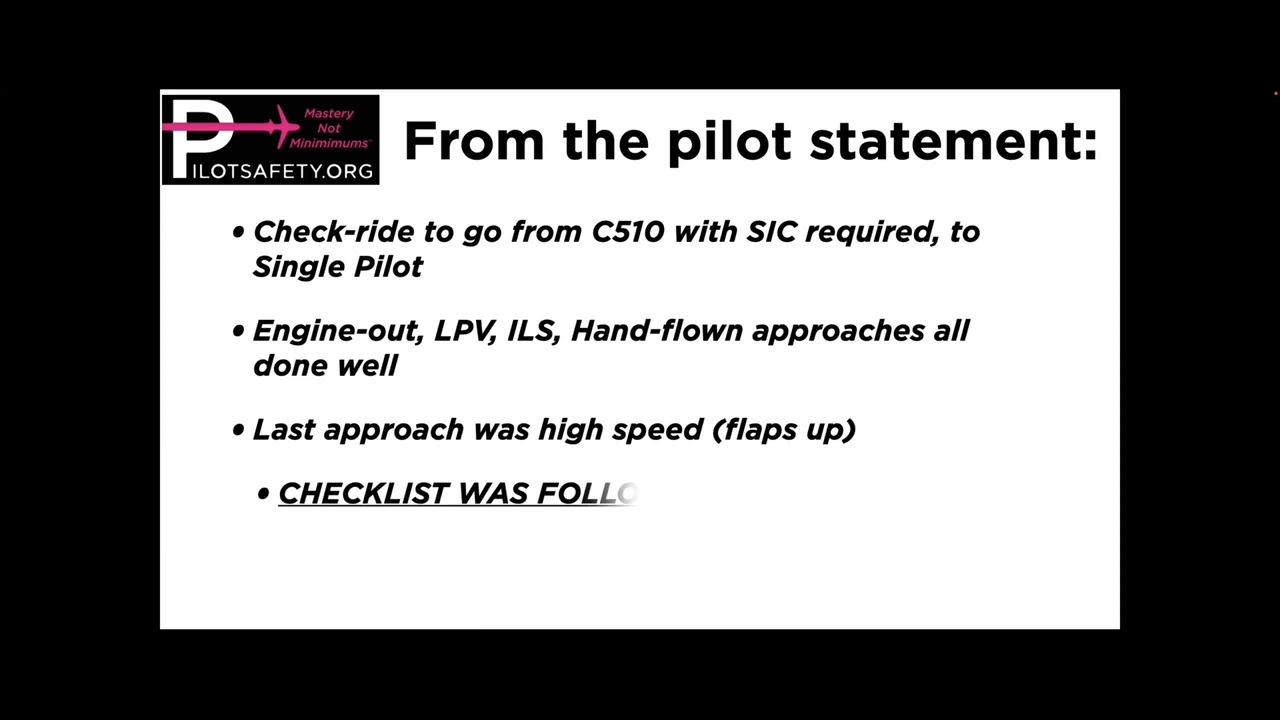 Mastery
Not
Minimimums™
PILOTSAFETY.ORG
From the pilot statement:
• Check-ride to go from C510 with SIC required, to
Single Pilot
• Engine-out, LPV, ILS, Hand-flown approaches all
done well
• Last approach was high speed (flaps up)
• CHECKLIST WAS FOLLO